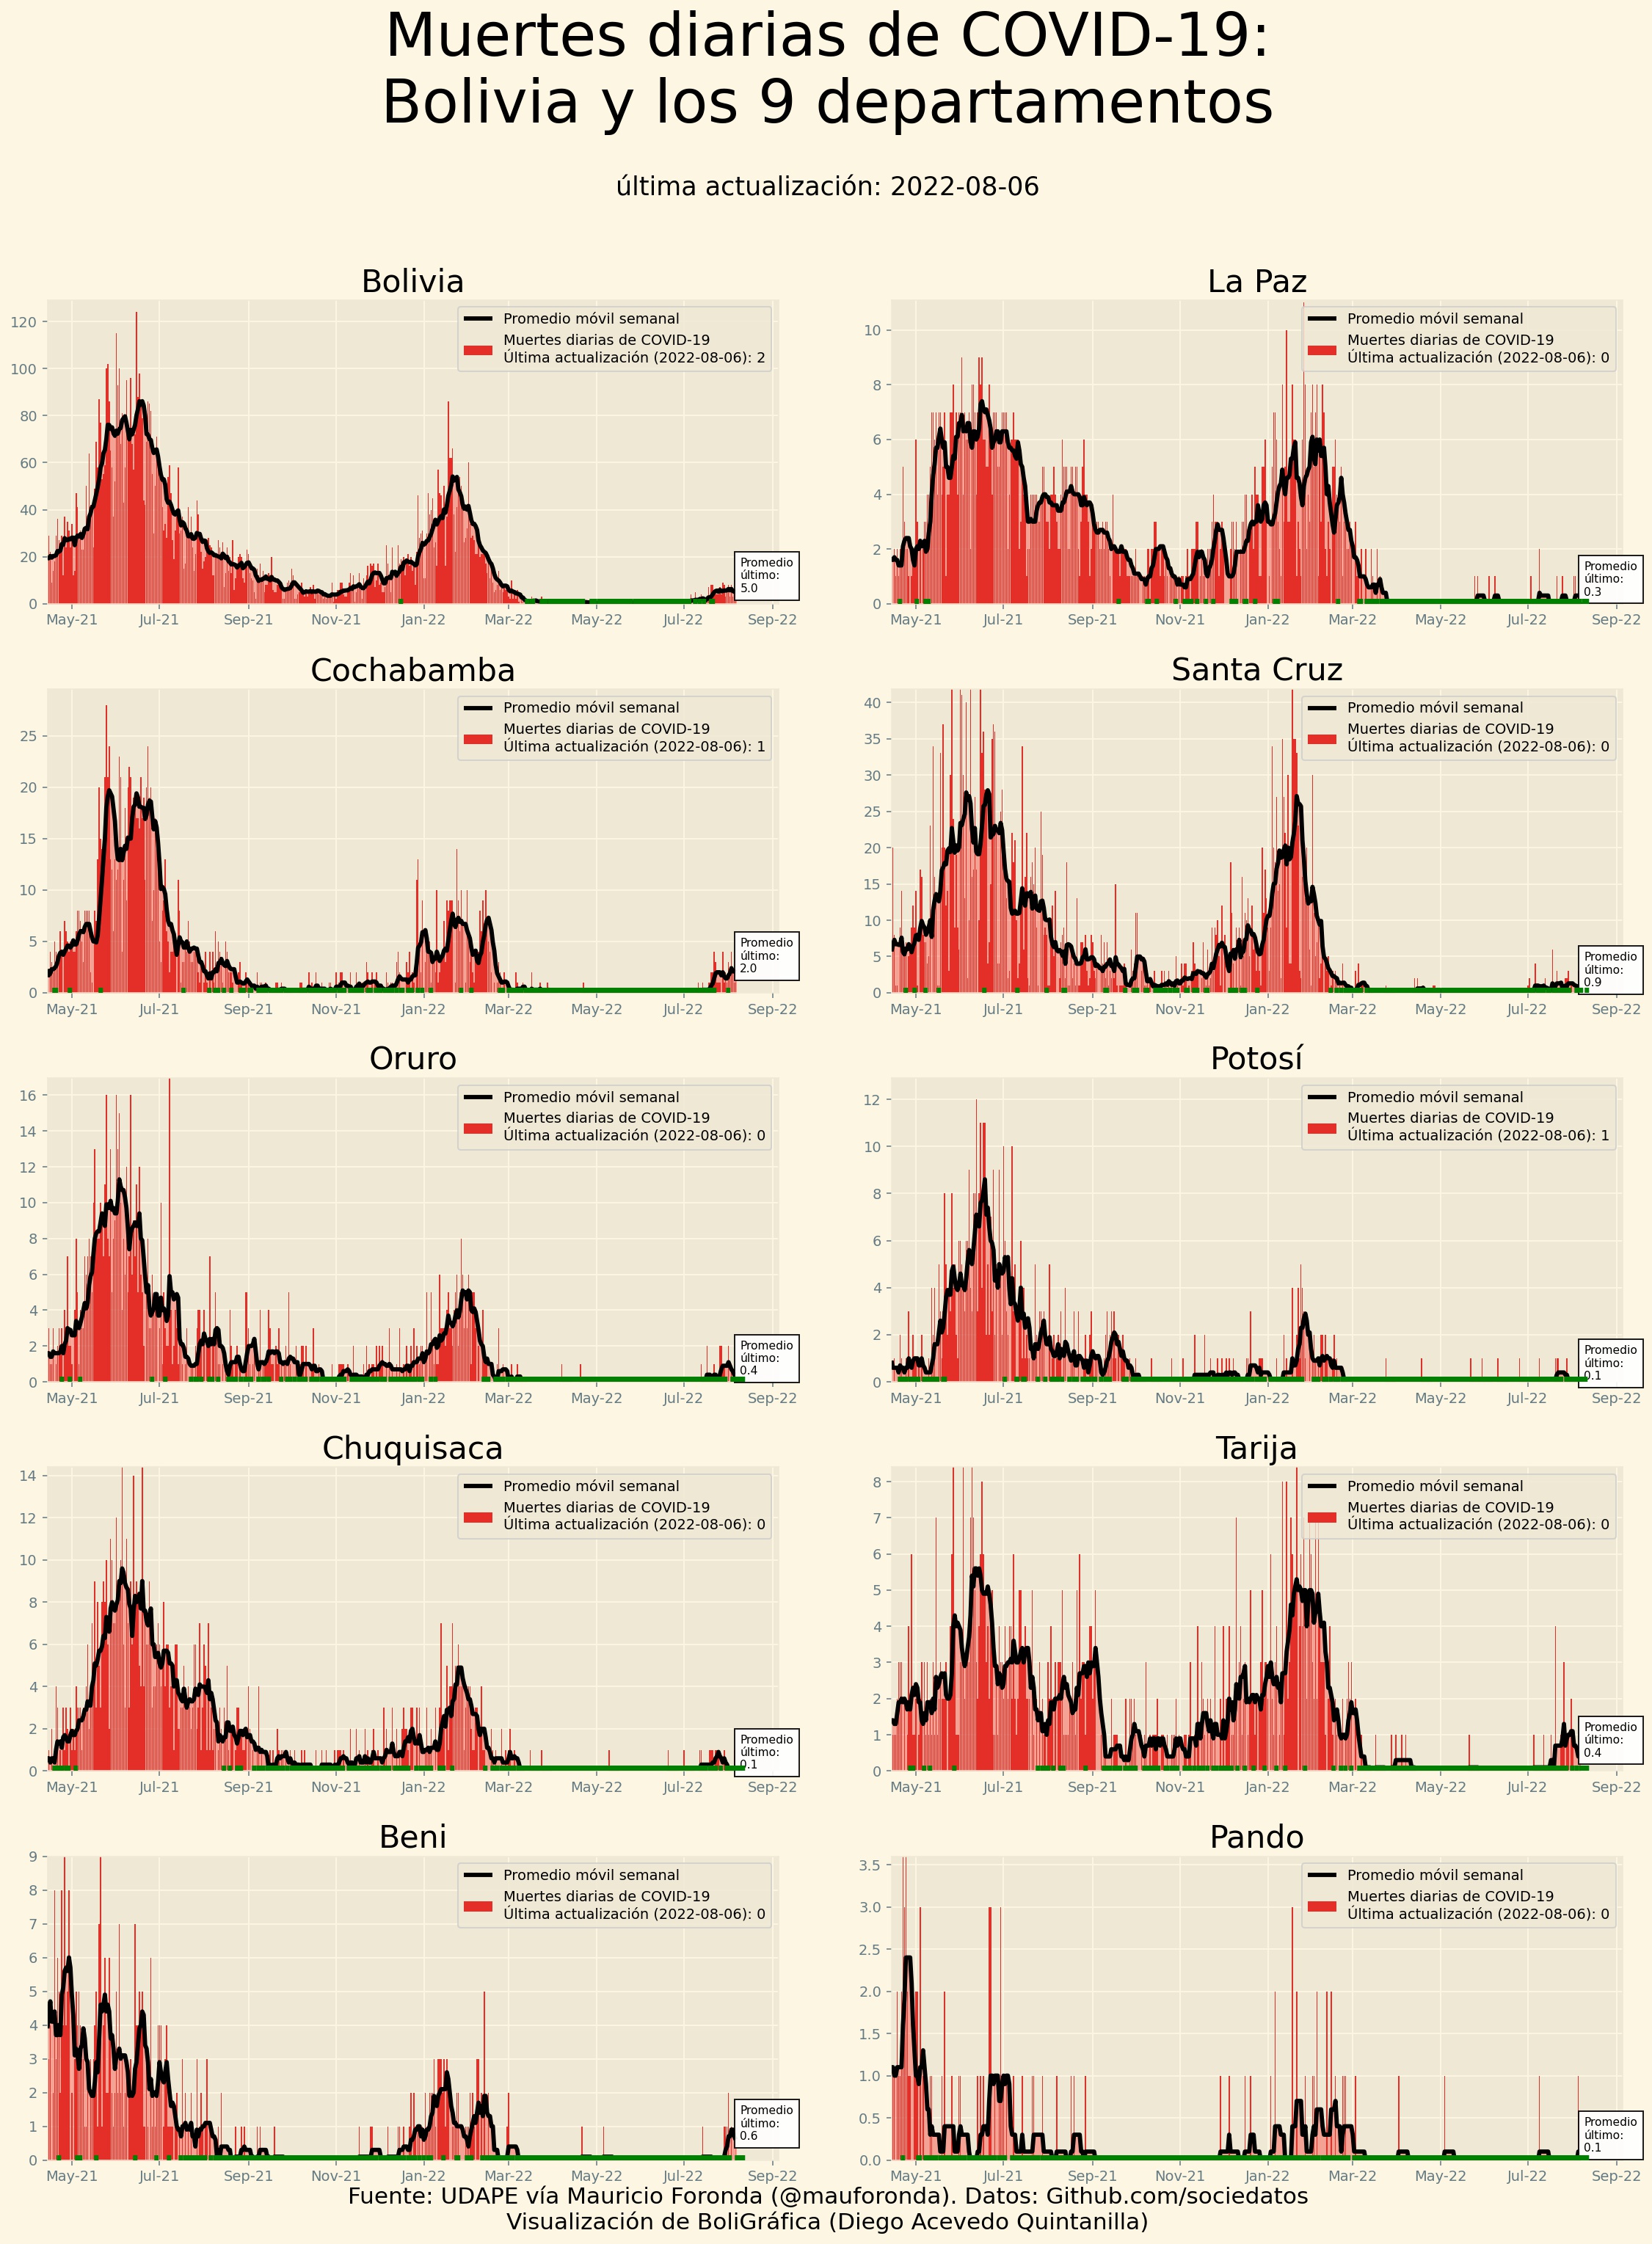 Muertes diarias de COVID-19:
Bolivia y los 9 departamentos
última actualización: 2022-08-06
Bolivia
Promedio móvil semanal
Muertes diarias de COVID-19
Última actualización (2022-08-06): 2
120
100
80
60
40
20
0
Promedio
último:
5.0
May-21 Jul-21 Sep-21 Nov-21 Jan-22 Mar-22 May-22 Jul-22 Sep-22
La Paz
Promedio móvil semanal
Muertes diarias de COVID-19
Última actualización (2022-08-06): 0
10
8
6
4
2
0
Promedio
último:
0.3
May-21 Jul-21 Sep-21 Nov-21 Jan-22 Mar-22 May-22 Jul-22 Sep-22
Cochabamba
Promedio móvil semanal
Muertes diarias de COVID-19
Última actualización (2022-08-06): 1
25
20
15
10
5
0
Promedio
último:
2.0
May-21 Jul-21 Sep-21 Nov-21 Jan-22 Mar-22 May-22 Jul-22 Sep-22
Santa Cruz
Promedio móvil semanal
Muertes diarias de COVID-19
Última actualización (2022-08-06): 0
40
35
30
25
20
15
10
5
0
Promedio
último:
0.9
May-21 Jul-21 Sep-21 Nov-21 Jan-22 Mar-22 May-22 Jul-22 Sep-22
Oruro
Promedio móvil semanal
Muertes diarias de COVID-19
Última actualización (2022-08-06): 0
16
14
12
10
8
6
4
2
0
Promedio
último:
0.4
May-21 Jul-21 Sep-21 Nov-21 Jan-22 Mar-22 May-22 Jul-22 Sep-22
Potosí
Promedio móvil semanal
Muertes diarias de COVID-19
Última actualización (2022-08-06): 1
12
10
8
6
4
2
0
Promedio
último:
0.1
May-21 Jul-21 Sep-21 Nov-21 Jan-22 Mar-22 May-22 Jul-22 Sep-22
Chuquisaca
Promedio móvil semanal
Muertes diarias de COVID-19
Última actualización (2022-08-06): 0
14
12
10
8
6
4
2
0
Promedio
último:
0.1
May-21 Jul-21 Sep-21 Nov-21 Jan-22 Mar-22 May-22 Jul-22 Sep-22
Tarija
Promedio móvil semanal
Muertes diarias de COVID-19
Última actualización (2022-08-06): 0
8
7
6
5
4
3
2
1
0
Promedio
último:
0.4
May-21 Jul-21 Sep-21 Nov-21 Jan-22 Mar-22 May-22 Jul-22 Sep-22
Beni
Promedio móvil semanal
Muertes diarias de COVID-19
Última actualización (2022-08-06): 0
9
8
7
6
5
4
3
2
1
0
Promedio
último:
0.6
May-21 Jul-21 Sep-21 Nov-21 Jan-22 Mar-22 May-22 Jul-22 Sep-22
Pando
Promedio móvil semanal
Muertes diarias de COVID-19
Última actualización (2022-08-06): 0
3.5
3.0
2.5
2.0
1.5
1.0
0.5
0.0
Promedio
último:
0.1
May-21 Jul-21 Sep-21 Nov-21 Jan-22 Mar-22 May-22 Jul-22 Sep-22
Fuente: UDAPE vía Mauricio Foronda (@mauforonda). Datos: Github.com/sociedatos
Visualización de BoliGráfica (Diego Acevedo Quintanilla)